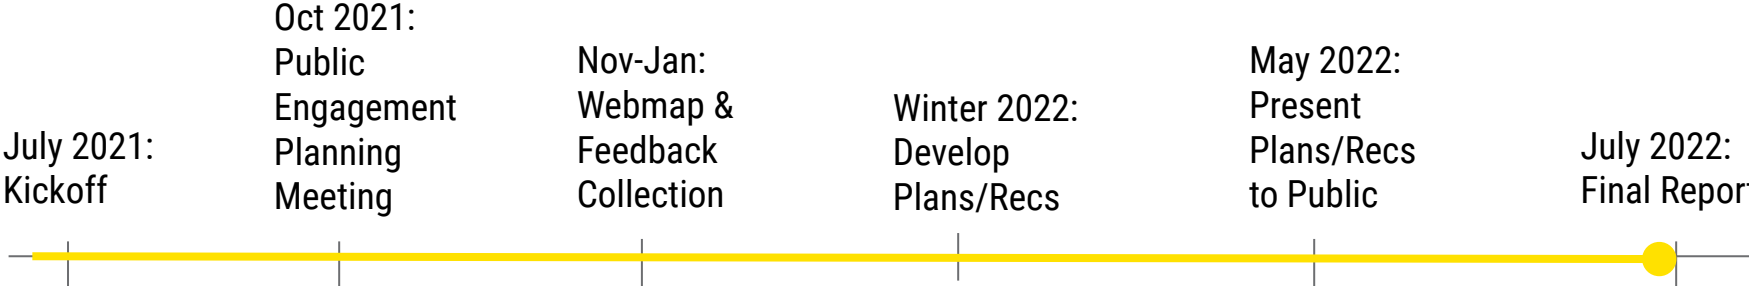 July 2021:
Kickoff
Oct 2021:
Public
Engagement
Planning
Meeting
Nov-Jan:
Webmap &
Feedback
Collection
Winter 2022:
Develop
Plans/Recs
May 2022:
Present
Plans/Recs
to Public
July 2022:
Final Report